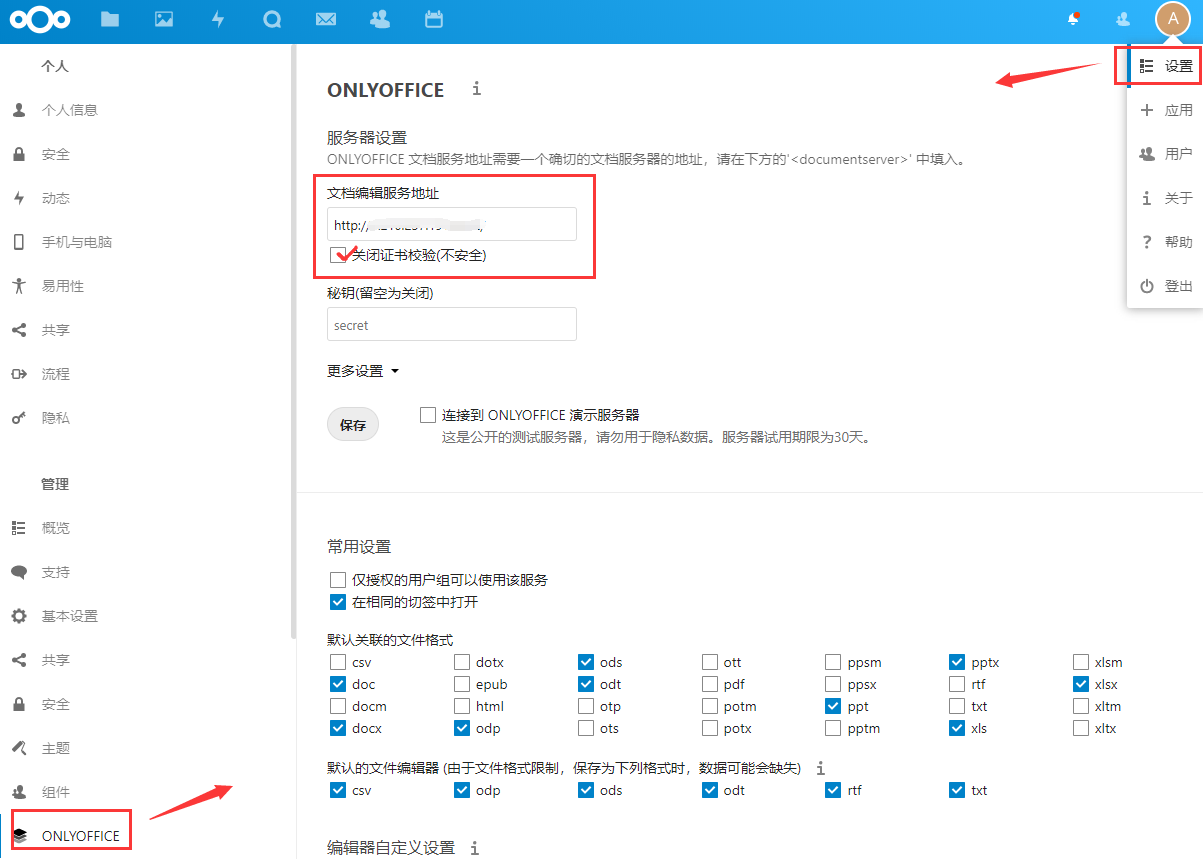 A
个人
个人信息
安全
动态
手机与电脑
易用性
共享
流程
隐私
管理
概览
支持
基本设置
共享
安全
主题
组件
ONLYOFFICE
ONLYOFFICE
服务器设置
ONLYOFFICE 文档服务地址需要一个确切的文档服务器的地址，请在下方的'<documentserver>' 中填入。
文档编辑服务地址
http://
关闭证书校验(不安全)
秘钥(留空为关闭)
secret
更多设置
保存
连接到 ONLYOFFICE 演示服务器
这是公开的测试服务器，请勿用于隐私数据。服务器试用期限为30天。
常用设置
仅授权的用户组可以使用该服务
在相同的切签中打开
默认关联的文件格式
csv dotx ods ott ppsm pptx xlsm
doc epub odt pdf ppsx rtf xlsx
docm html otp potm ppt txt xltm
docx odp ots potx pptm xls xltx
默认的文件编辑器 (由于文件格式限制，保存为下列格式时，数据可能会缺失)
csv odp ods odt rtf txt
编辑器自定义设置
设置
应用
用户
关于
帮助
登出